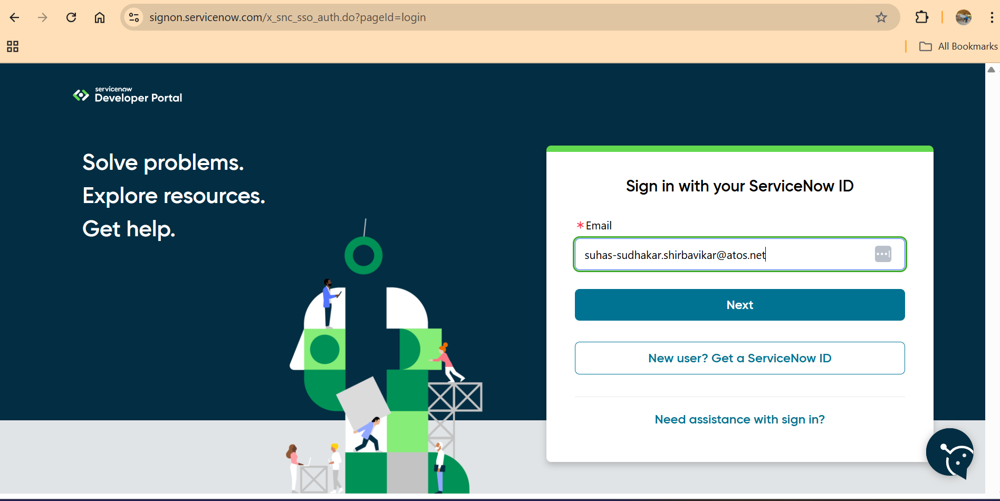 signon.servicenow.com/x_snc_sso_auth.do?pageId=login
All Bookmarks
servicenow
Developer Portal
Solve problems.
Explore resources.
Get help.
Sign in with your ServiceNow ID
*Email
suhas-sudhakar.shirbavikar@atos.net
Next
New user? Get a ServiceNow ID
Need assistance with sign in?